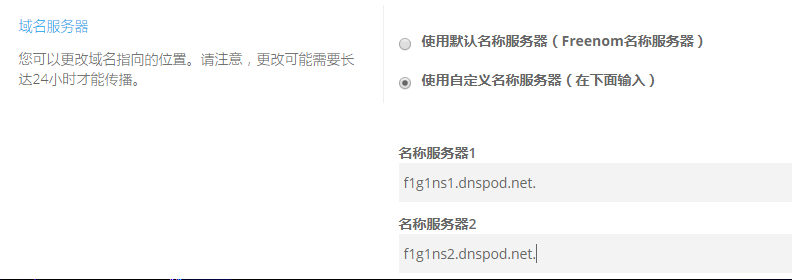 域名服务器
您可以更改域名指向的位置。请注意，更改可能需要长
达24小时才能传播。
使用默认名称服务器（Freenom名称服务器）
使用自定义名称服务器（在下面输入）
名称服务器1
f1g1ns1.dnspod.net.
名称服务器2
f1g1ns2.dnspod.net.